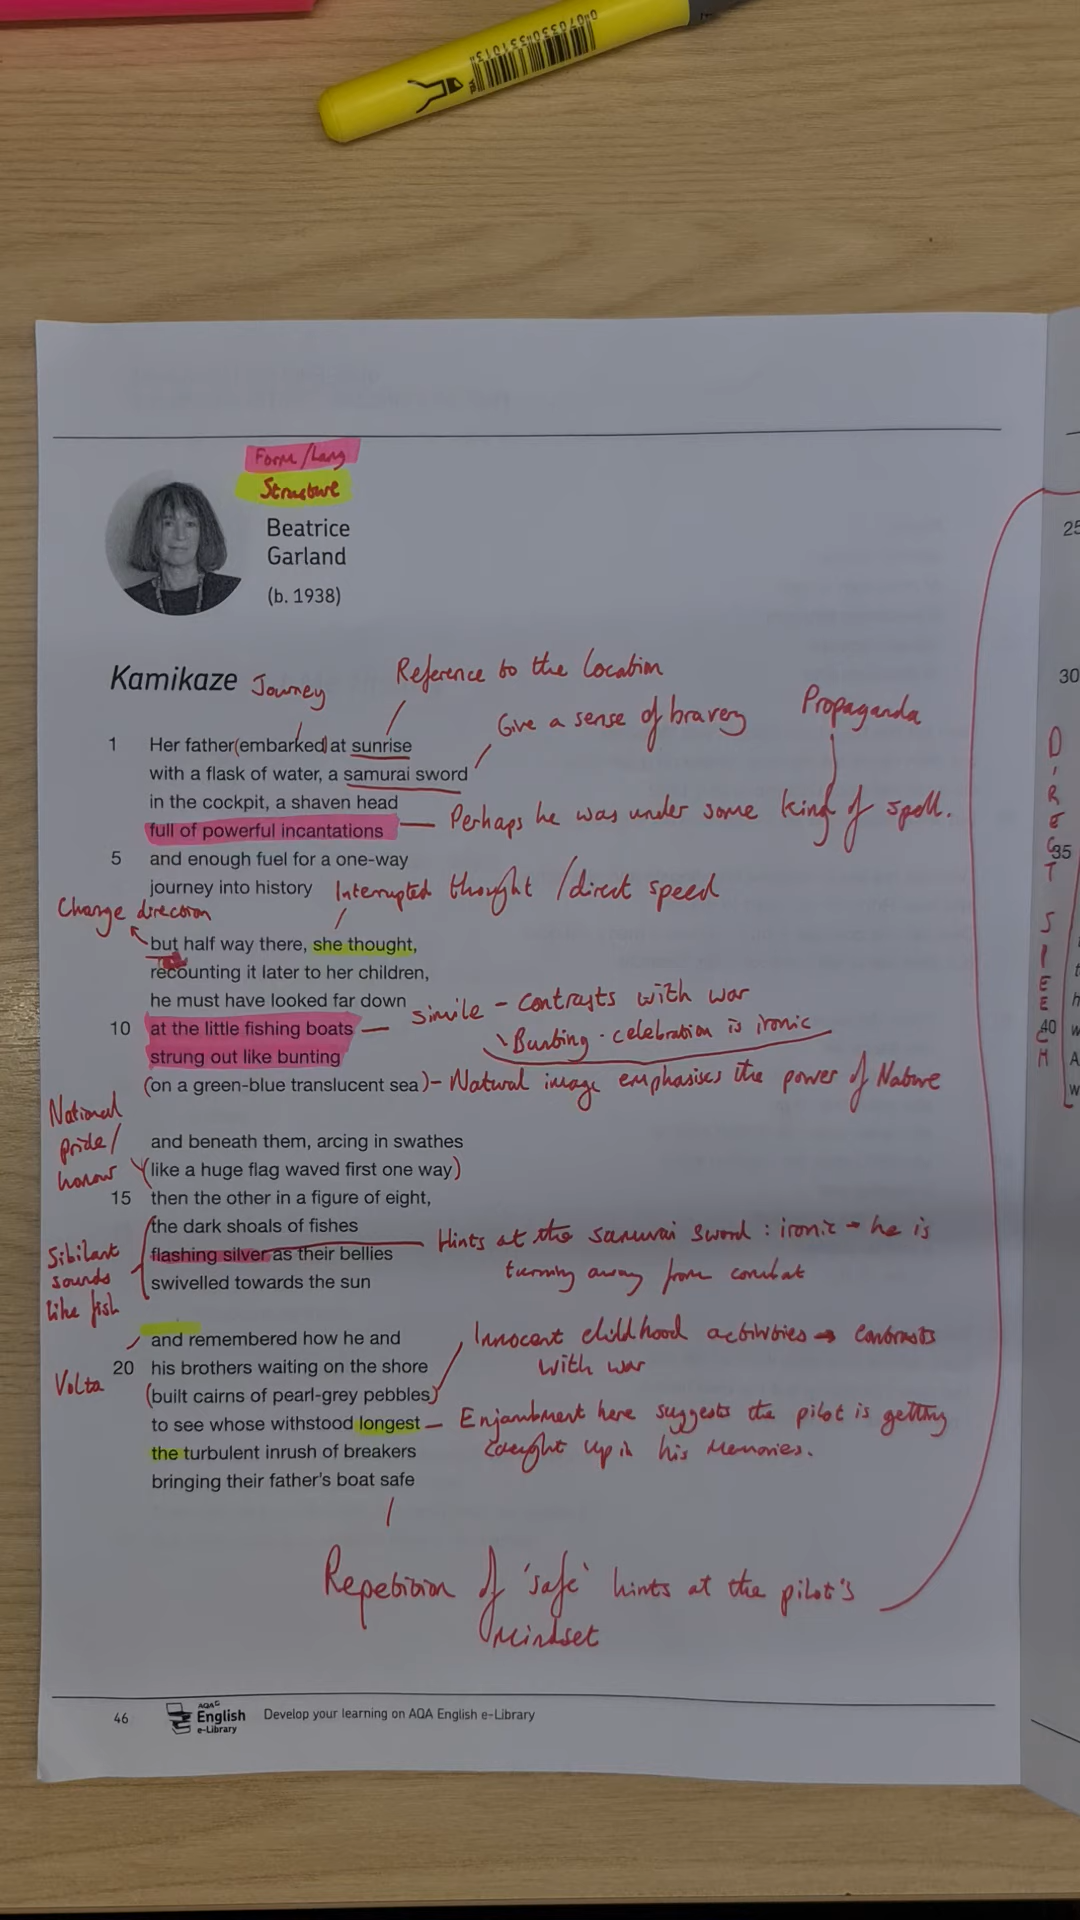 Form/Lang
Structure
Beatrice
Garland
(b. 1938)
Kamikaze
Journey
Reference to the location
Give a sense of bravery
Propaganda
1 Her father (embarked) at sunrise
with a flask of water, a samurai sword
in the cockpit, a shaven head
full of powerful incantations
Perhaps he was under some kind of spell.
5 and enough fuel for a one-way
journey into history
Interrupted thought / direct speed
Change direction
but half way there, she thought,
recounting it later to her children,
he must have looked far down
10 at the little fishing boats
strung out like bunting
(on a green-blue translucent sea)
Simile - contrasts with war
Bunting - celebration is ironic
- Natural image emphasises the power of Nature
National
pride/
honour
and beneath them, arcing in swathes
(like a huge flag waved first one way)
15 then the other in a figure of eight,
the dark shoals of fishes
flashing silver as their bellies
swivelled towards the sun
Sibilant
sounds
like fish
Hints at the samurai sword : ironic - he is
turning away from combat
and remembered how he and
20 his brothers waiting on the shore
(built cairns of pearl-grey pebbles)
to see whose withstood longest
the turbulent inrush of breakers
bringing their father's boat safe
Volta
Innocent childhood activities → contrasts
with war
Enjambment here suggests the pilot is getting
caught up in his memories.
Repetition of 'safe' hints at the pilot's
mindset
46
AQA
English
e-Library
Develop your learning on AQA English e-Library
25
30
35
40
DIRECT SPEECH